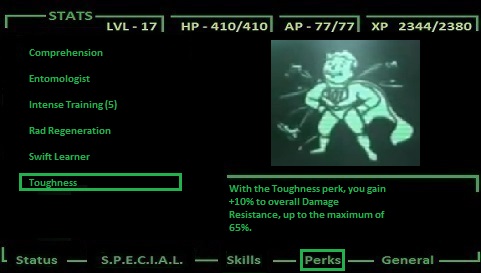 STATS
LVL - 17 HP - 410/410 AP - 77/77 XP 2344/2380
Comprehension
Entomologist
Intense Training (5)
Rad Regeneration
Swift Learner
Toughness
With the Toughness perk, you gain
+10% to overall Damage
Resistance, up to the maximum of
65%.
Status S.P.E.C.I.A.L. Skills Perks General